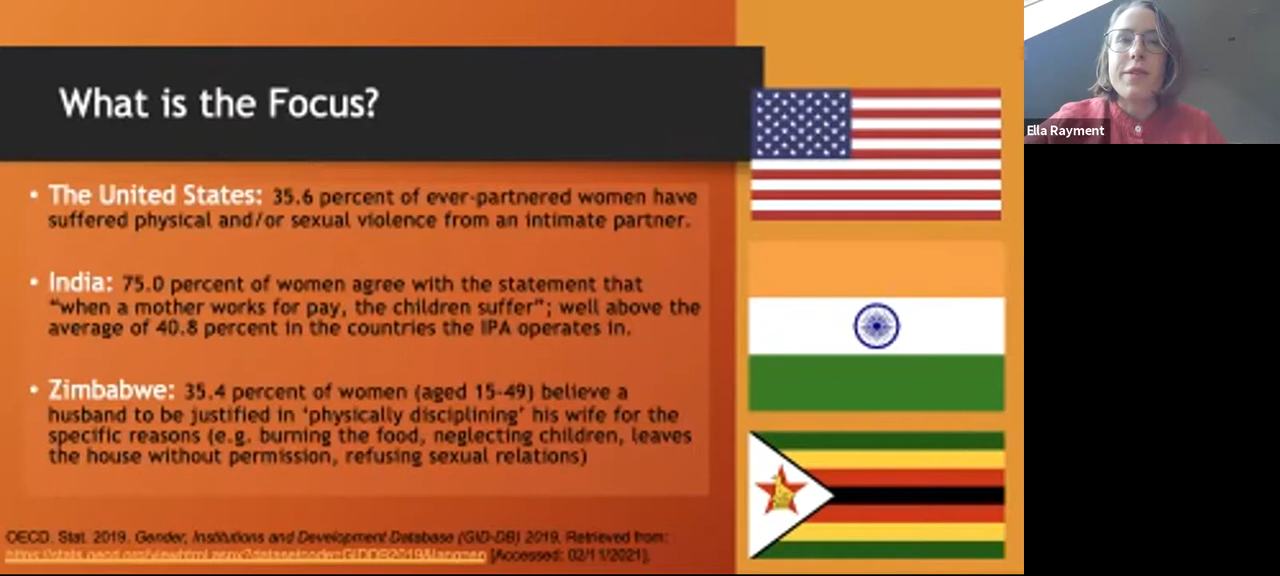 What is the Focus?
• The United States: 35.6 percent of ever-partnered women have
suffered physical and/or sexual violence from an intimate partner.
• India: 75.0 percent of women agree with the statement that
“when a mother works for pay, the children suffer”; well above the
average of 40.8 percent in the countries the IPA operates in.
• Zimbabwe: 35.4 percent of women (aged 15-49) believe a
husband to be justified in ‘physically disciplining’ his wife for the
specific reasons (e.g. burning the food, neglecting children, leaves
the house without permission, refusing sexual relations)
OECD. Stat. 2019. Gender, Institutions and Development Database (GID-DB) 2019. Retrieved from:
[Accessed: 02/11/2021].
Ella Rayment